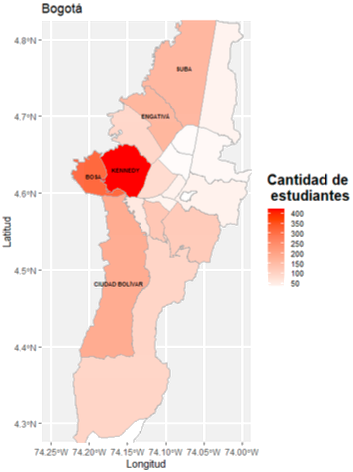 Bogotá
4.8°N
4.7°N
4.6°N
4.5°N
4.4°N
4.3°N
Latitud
SUBA
ENGATIVÁ
KENNEDY
BOSA
CIUDAD BOLÍVAR
74.25°W 74.20°W 74.15°W 74.10°W 74.05°W 74.00°W
Longitud
Cantidad de
estudiantes
400
350
300
250
200
150
100
50